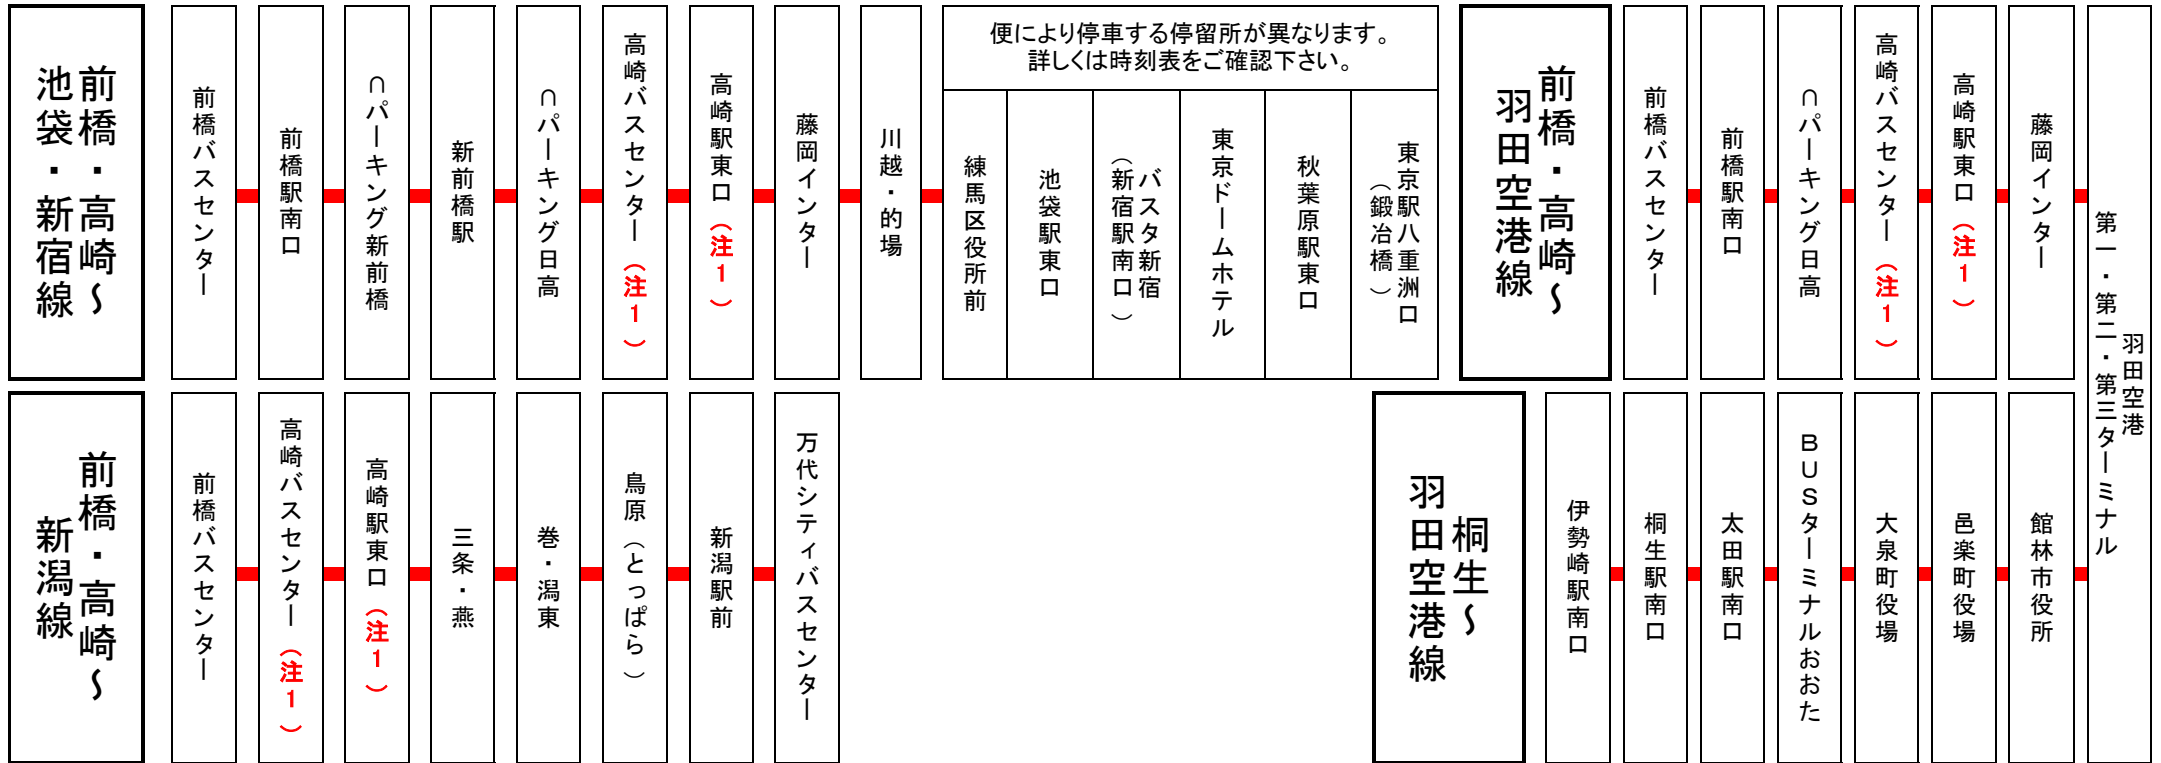 前橋・高崎～
池袋・新宿線
前橋バスセンター
前橋駅南口
∩パーキング新前橋
新前橋駅
∩パーキング日高
高崎バスセンター（注１）
高崎駅東口（注１）
藤岡インター
川越・的場
便により停車する停留所が異なります。
詳しくは時刻表をご確認下さい。
練馬区役所前
池袋駅東口
バスタ新宿
（新宿駅南口）
東京ドームホテル
秋葉原駅東口
東京駅八重洲口
（鍛冶橋）
前橋・高崎～
羽田空港線
前橋バスセンター
前橋駅南口
∩パーキング日高
高崎バスセンター（注１）
高崎駅東口（注１）
藤岡インター
羽田空港
第一・第二・第三ターミナル
前橋・高崎～
新潟線
前橋バスセンター
高崎バスセンター（注１）
高崎駅東口（注１）
三条・燕
巻・潟東
鳥原（とっぱら）
新潟駅前
万代シティバスセンター
桐生～
羽田空港線
伊勢崎駅南口
桐生駅南口
太田駅南口
ＢＵＳターミナルおおた
大泉町役場
邑楽町役場
館林市役所